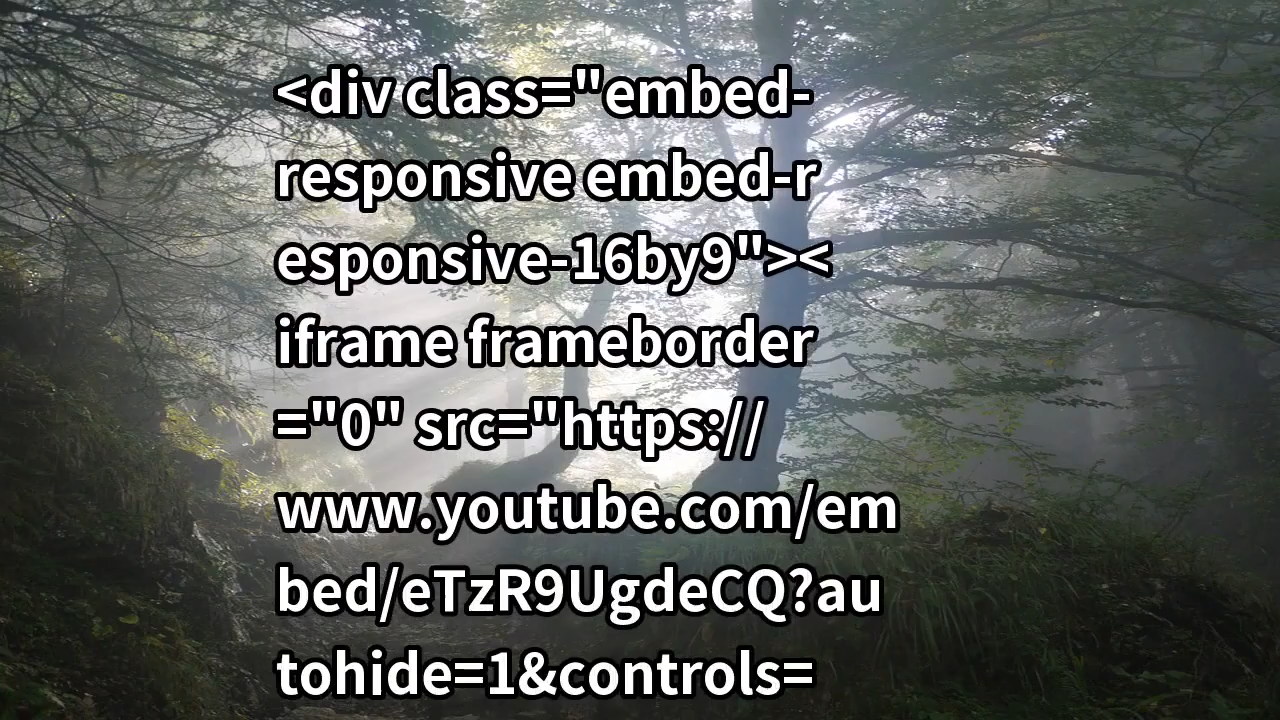 <div class="embed-
responsive embed-r
esponsive-16by9"><
iframe frameborder
="0" src="https://
www.youtube.com/em
bed/eTzR9UgdeCQ?au
tohide=1&controls=